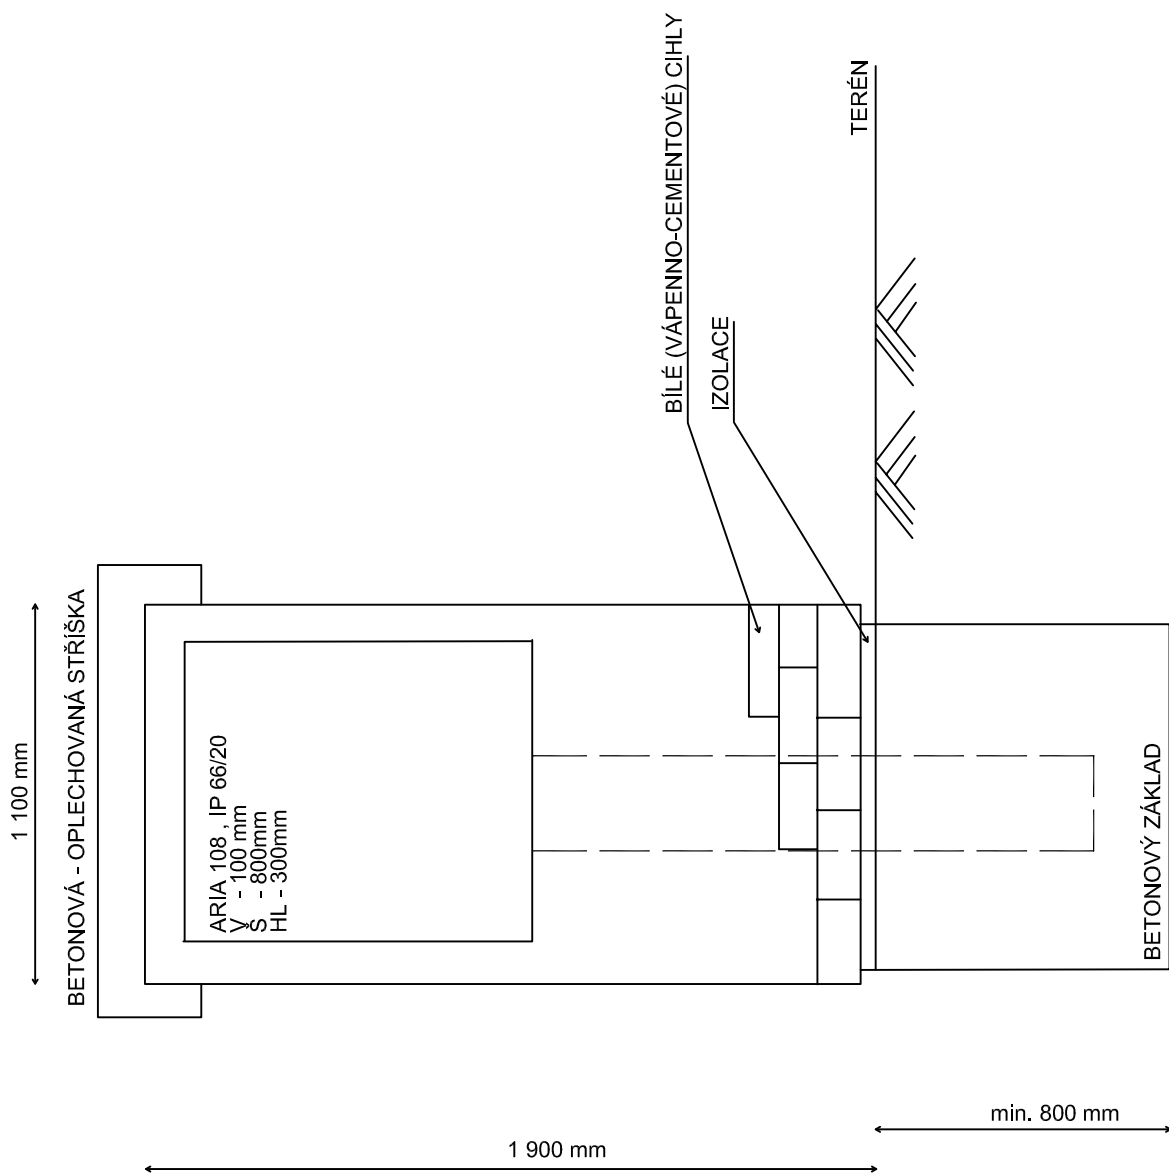 1 100 mm
BETONOVÁ - OPLECHOVANÁ STŘÍŠKA
ARIA 108 , IP 66/20
V - 100 mm
Š - 800mm
HL - 300mm
BÍLÉ (VÁPENNO-CEMENTOVÉ) CIHLY
IZOLACE
TERÉN
BETONOVÝ ZÁKLAD
min. 800 mm
1 900 mm